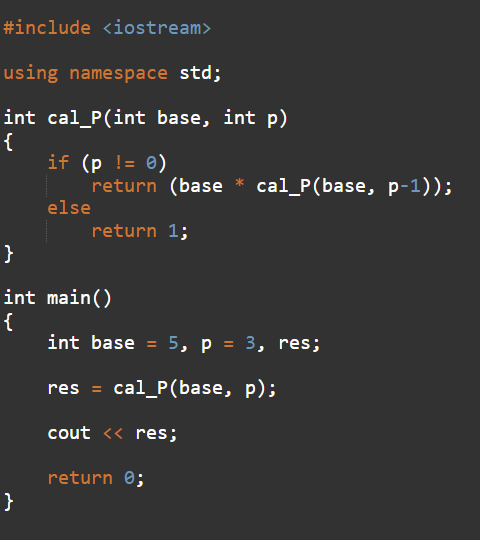 #include <iostream>
using namespace std;
int cal_P(int base, int p)
{
    if (p != 0)
        return (base * cal_P(base, p-1));
    else
        return 1;
}
int main()
{
    int base = 5, p = 3, res;
    res = cal_P(base, p);
    cout << res;
    return 0;
}